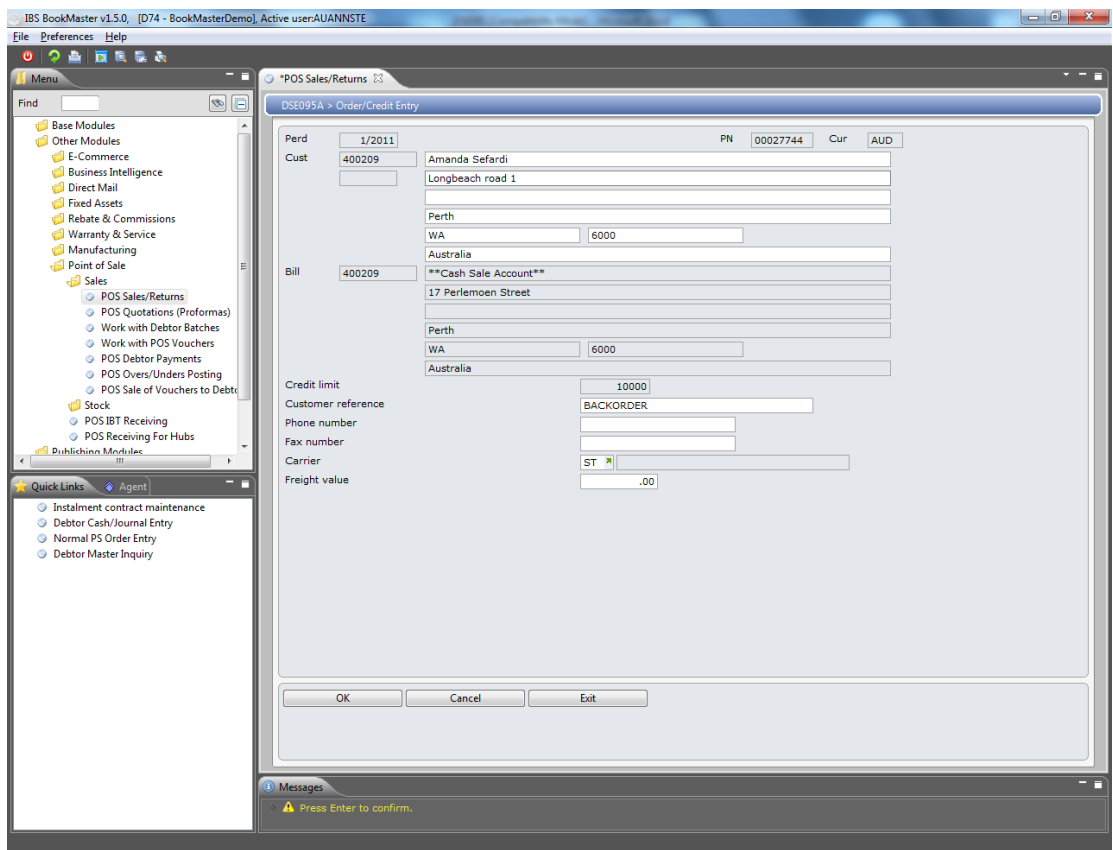 IBS BookMaster v1.5.0, [D74 - BookMasterDemo], Active user:AUANNSTE
File Preferences Help
Menu
Find
Base Modules
Other Modules
E-Commerce
Business Intelligence
Direct Mail
Fixed Assets
Rebate & Commissions
Warranty & Service
Manufacturing
Point of Sale
Sales
POS Sales/Returns
POS Quotations (Proformas)
Work with Debtor Batches
Work with POS Vouchers
POS Debtor Payments
POS Overs/Unders Posting
POS Sale of Vouchers to Debto
Stock
POS IBT Receiving
POS Receiving For Hubs
Publishing Modules
Quick Links Agent
Instalment contract maintenance
Debtor Cash/Journal Entry
Normal PS Order Entry
Debtor Master Inquiry
*POS Sales/Returns
DSE095A > Order/Credit Entry
Perd 1/2011 PN 00027744 Cur AUD
Cust 400209 Amanda Sefardi
Longbeach road 1
Perth
WA 6000
Australia
Bill 400209 **Cash Sale Account**
17 Perlemoen Street
Perth
WA 6000
Australia
Credit limit 10000
Customer reference BACKORDER
Phone number
Fax number
Carrier ST
Freight value .00
OK Cancel Exit
Messages
Press Enter to confirm.